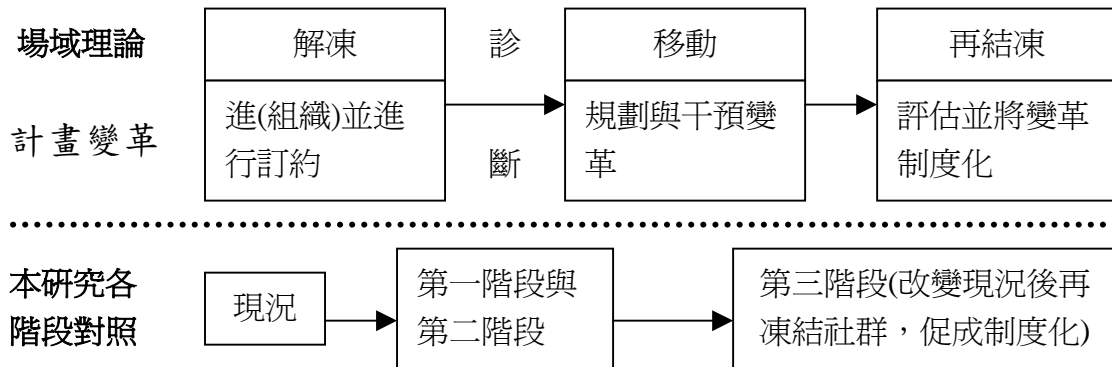 場域理論
解凍
診
移動
再結凍
計畫變革
進(組織)並進
行訂約
斷
規劃與干預變
革
評估並將變革
制度化
本研究各
階段對照
現況
第一階段與
第二階段
第三階段(改變現況後再
凍結社群，促成制度化)